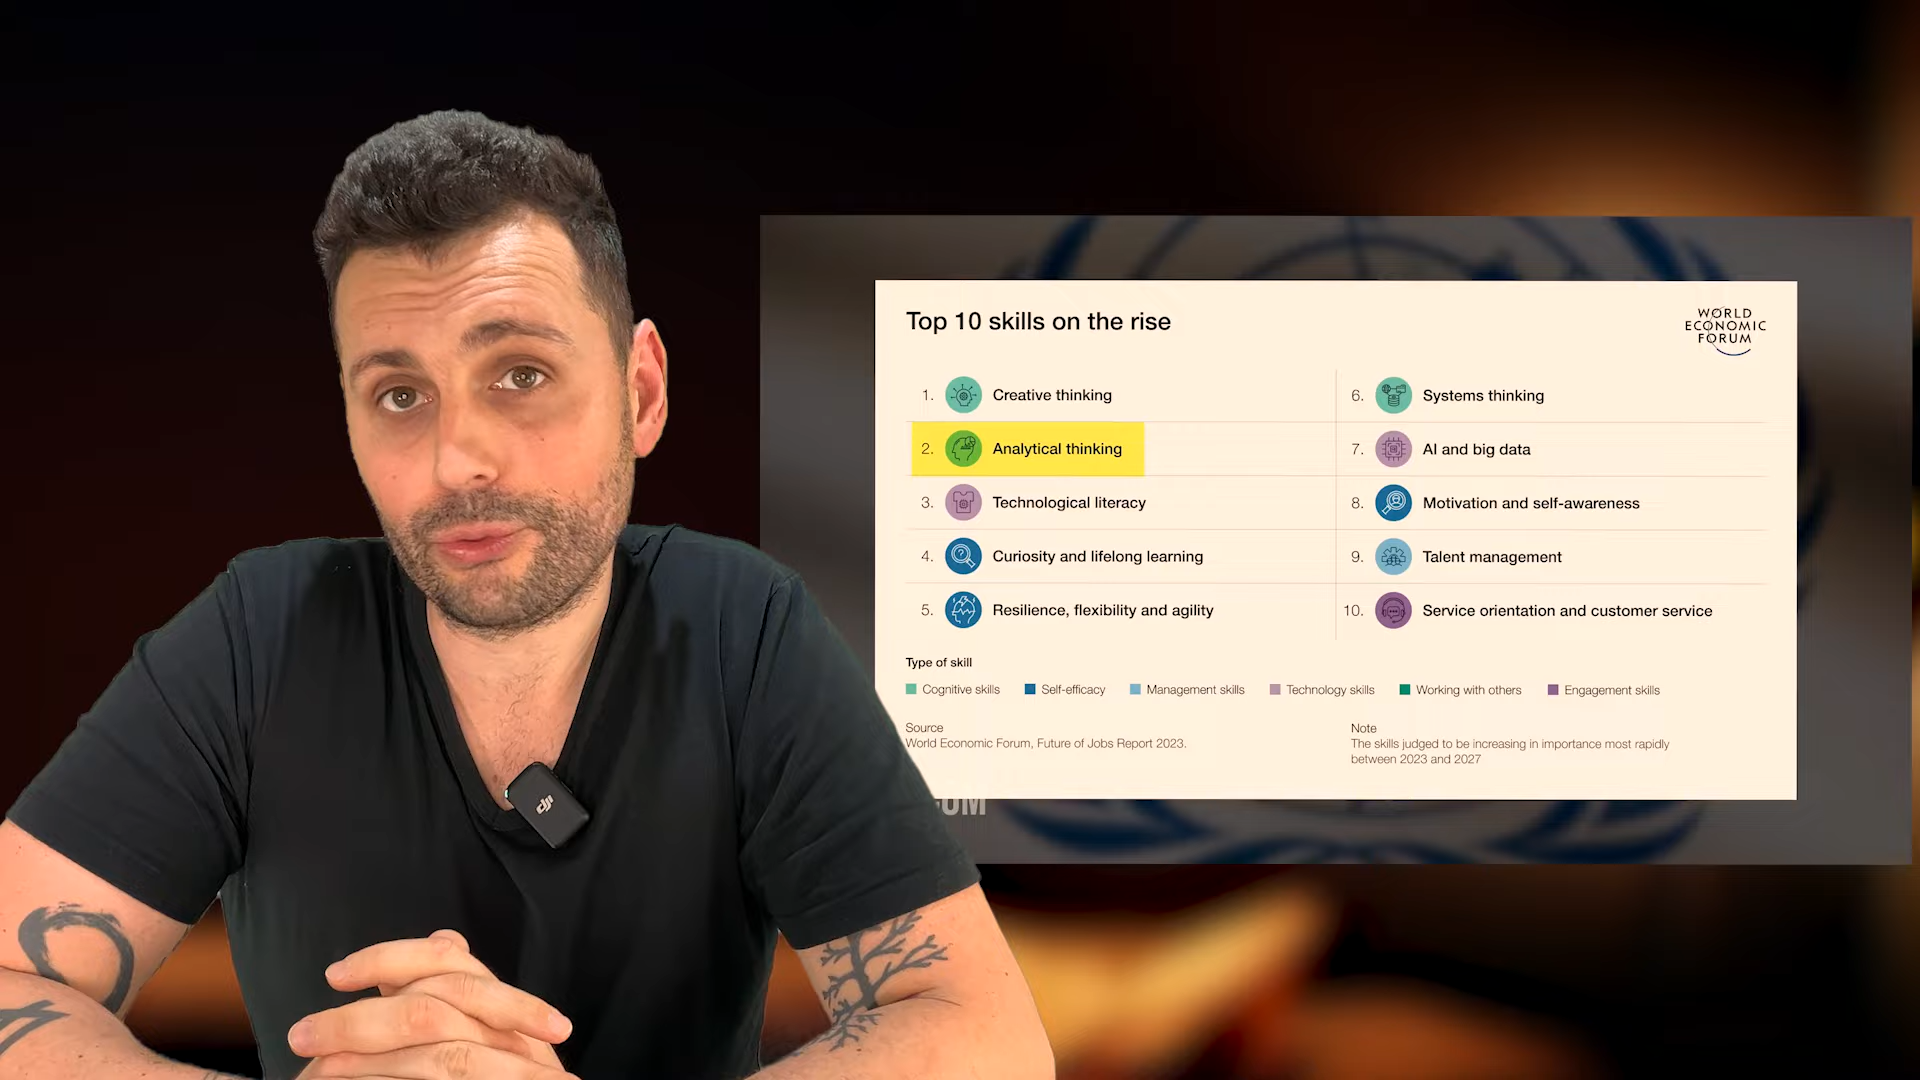 Top 10 skills on the rise
WORLD
ECONOMIC
FORUM
1. Creative thinking
2. Analytical thinking
3. Technological literacy
4. Curiosity and lifelong learning
5. Resilience, flexibility and agility
6. Systems thinking
7. AI and big data
8. Motivation and self-awareness
9. Talent management
10. Service orientation and customer service
Type of skill
Cognitive skills Self-efficacy Management skills Technology skills Working with others Engagement skills
Source
World Economic Forum, Future of Jobs Report 2023.
Note
The skills judged to be increasing in importance most rapidly
between 2023 and 2027
.COM
dji